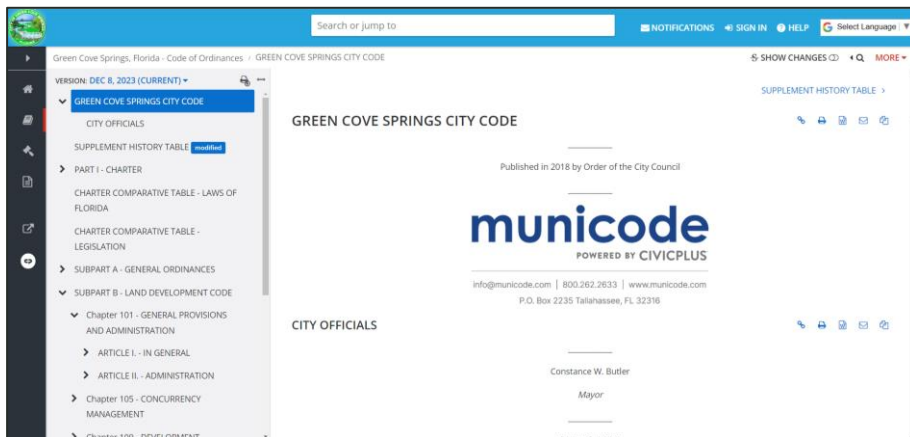 Search or jump to
NOTIFICATIONS SIGN IN HELP Select Language
Green Cove Springs, Florida - Code of Ordinances / GREEN COVE SPRINGS CITY CODE
SHOW CHANGES MORE
VERSION: DEC 8, 2023 (CURRENT)
GREEN COVE SPRINGS CITY CODE
CITY OFFICIALS
SUPPLEMENT HISTORY TABLE modified
PART I - CHARTER
CHARTER COMPARATIVE TABLE - LAWS OF
FLORIDA
CHARTER COMPARATIVE TABLE -
LEGISLATION
SUBPART A - GENERAL ORDINANCES
SUBPART B - LAND DEVELOPMENT CODE
Chapter 101 - GENERAL PROVISIONS
AND ADMINISTRATION
ARTICLE I. - IN GENERAL
ARTICLE II. - ADMINISTRATION
Chapter 105 - CONCURRENCY
MANAGEMENT
SUPPLEMENT HISTORY TABLE >
GREEN COVE SPRINGS CITY CODE
Published in 2018 by Order of the City Council
municode
POWERED BY CIVICPLUS
info@municode.com | 800.262.2633 | www.municode.com
P.O. Box 2235 Tallahassee, FL 32316
CITY OFFICIALS
Constance W. Butler
Mayor